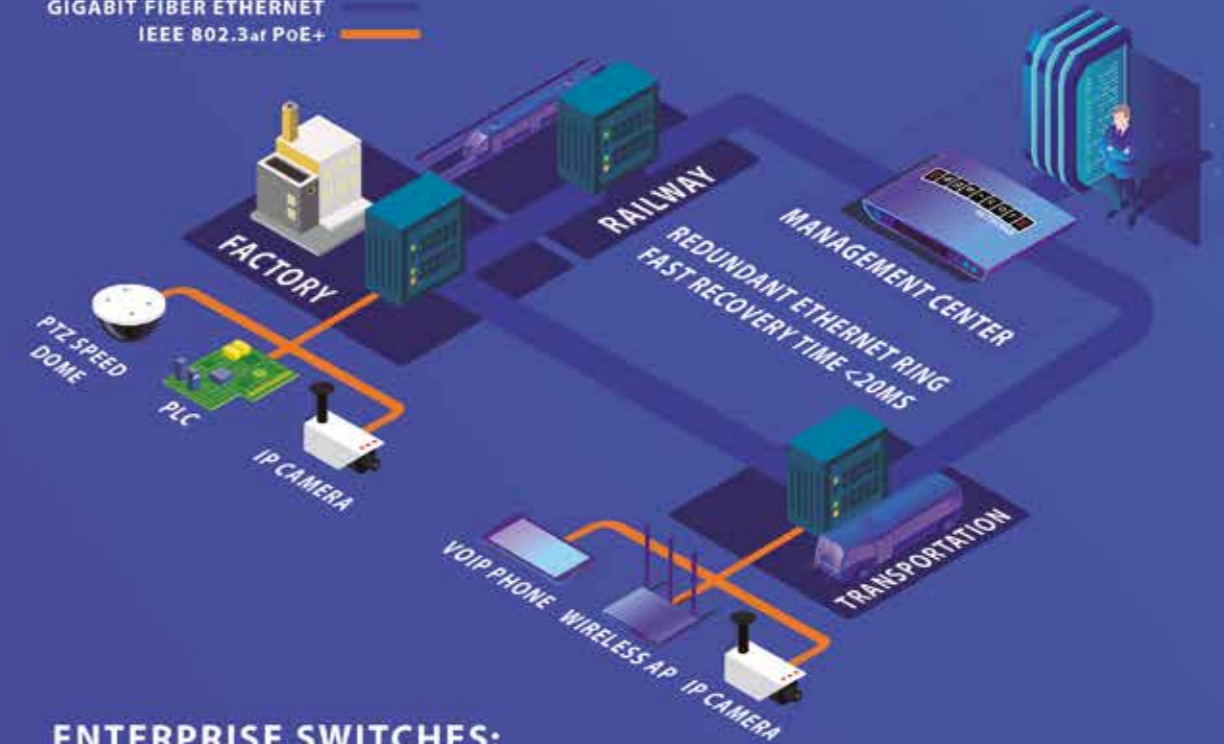 GIGABIT FIBER ETHERNET
IEEE 802.3af PoE+
RAILWAY
FACTORY
MANAGEMENT CENTER
REDUNDANT ETHERNET RING
FAST RECOVERY TIME <20MS
PTZ SPEED
DOME
PLC
IP CAMERA
TRANSPORTATION
VOIP PHONE
WIRELESS AP
IP CAMERA
ENTERPRISE SWITCHES: